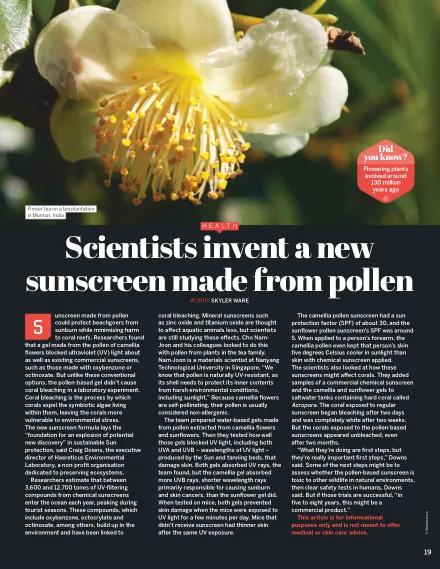 Flower tea on a tea plantation
in Munnar, India
Did
you know?
Flowering plants
evolved around
130 million
years ago
HEALTH
Scientists invent a new
sunscreen made from pollen
WORDS SKYLER WARE
Sunscreen made from pollen
could protect beachgoers from
sunburn while minimising harm
to coral reefs. Researchers found
that a gel made from the pollen of camellia
flowers blocked ultraviolet (UV) light about
as well as existing commercial sunscreens,
such as those made with oxybenzone or
octinoxate. But unlike these conventional
options, the pollen-based gel didn't cause
coral bleaching in a laboratory experiment.
Coral bleaching is the process by which
corals expel the symbiotic algae living
within them, leaving the corals more
vulnerable to environmental stress.
The new sunscreen formula lays the
"foundation for an explosion of potential
new discovery" in sustainable Sun
protection, said Craig Downs, the executive
director of Haereticus Environmental
Laboratory, a non-profit organisation
dedicated to preserving ecosystems.
Researchers estimate that between
3,600 and 12,700 tons of UV-filtering
compounds from chemical sunscreens
enter the ocean each year, peaking during
tourist seasons. These compounds, which
include oxybenzone, octocrylate and
octinoxate, among others, build up in the
environment and have been linked to
coral bleaching. Mineral sunscreens such
as zinc oxide and titanium oxide are thought
to affect aquatic animals less, but scientists
are still studying these effects. Cho Nam-
Joon and his colleagues looked to do this
with pollen from plants in the tea family.
Nam-Joon is a materials scientist at Nanyang
Technological University in Singapore, "We
know that pollen is naturally UV-resistant, as
its shell needs to protect its inner contents
from harsh environmental conditions,
including sunlight." Because camellia flowers
are self-pollinating, their pollen is usually
considered non-allergenic.
The team prepared water-based gels made
from pollen extracted from camellia flowers
and sunflowers. Then they tested how well
those gels blocked UV light, including both
UVA and UVB – wavelengths of UV light –
produced by the Sun and tanning beds, that
damage skin. Both gels absorbed UV rays, the
team found, but the camellia gel absorbed
more UVB rays, shorter wavelength rays
primarily responsible for causing sunburn
and skin cancers, than the sunflower gel did.
When tested on mice, both gels prevented
skin damage when the mice were exposed to
UV light for a few minutes per day. Mice that
didn't receive sunscreen had thinner skin
after the same UV exposure.
The camellia pollen sunscreen had a sun
protection factor (SPF) of about 30, and the
sunflower pollen sunscreen's SPF was around
5. When applied to a person's forearm, the
camellia pollen even kept that person's skin
five degrees Celsius cooler in sunlight than
skin with chemical sunscreen applied.
The scientists also looked at how these
sunscreens might affect corals. They added
samples of a commercial chemical sunscreen
and the camellia and sunflower gels to
saltwater tanks containing hard coral called
Acropora. The coral exposed to regular
sunscreen began bleaching after two days
and was completely white after two weeks.
But the corals exposed to the pollen-based
sunscreens appeared unbleached, even
after two months.
"What they're doing are first steps, but
they're really important first steps," Downs
said. Some of the next steps might be to
assess whether the pollen-based sunscreen is
toxic to other wildlife in natural environments,
then clear safety tests in humans, Downs
said. But if those trials are successful, "in
five to eight years, this might be a
commercial product."
This article is for informational
purposes only and is not meant to offer
medical or skin care advice.
19